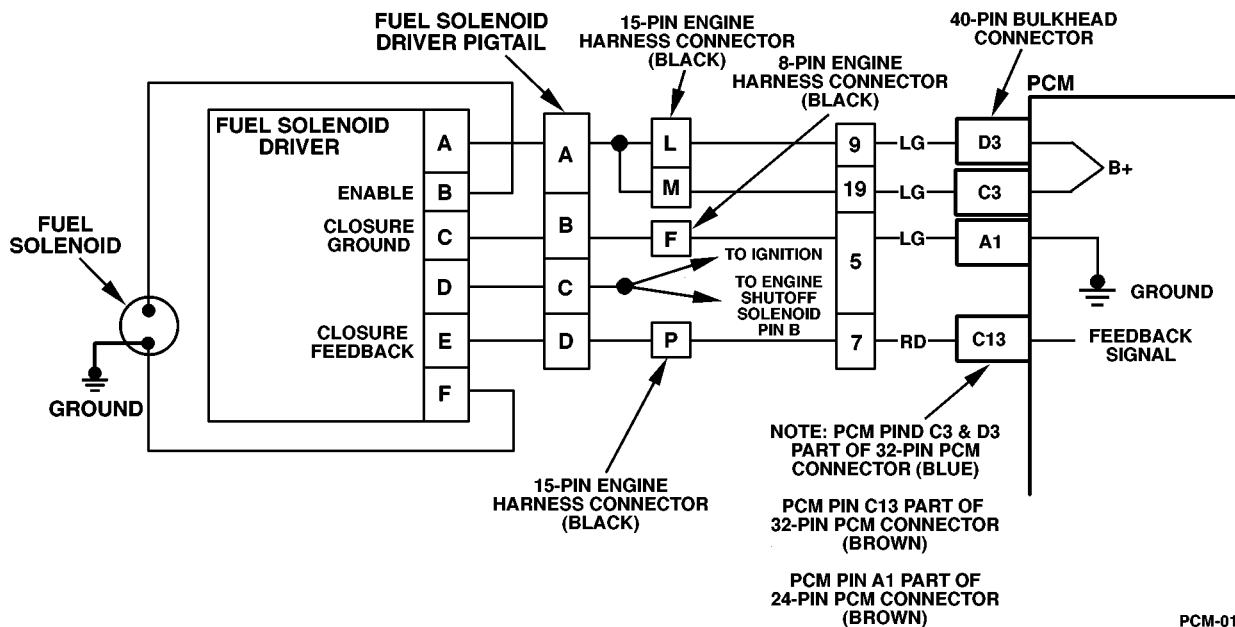 FUEL SOLENOID
DRIVER PIGTAIL
15-PIN ENGINE
HARNESS CONNECTOR
(BLACK)
8-PIN ENGINE
HARNESS CONNECTOR
(BLACK)
40-PIN BULKHEAD
CONNECTOR
PCM
FUEL SOLENOID
DRIVER
ENABLE
CLOSURE
GROUND
CLOSURE
FEEDBACK
A
B
C
D
E
F
A
B
C
D
L
M
F
P
TO IGNITION
TO ENGINE
SHUTOFF
SOLENOID
PIN B
9
19
5
7
LG
LG
LG
RD
D3
C3
A1
C13
B+
GROUND
FEEDBACK
SIGNAL
FUEL
SOLENOID
GROUND
15-PIN ENGINE
HARNESS CONNECTOR
(BLACK)
NOTE: PCM PIND C3 & D3
PART OF 32-PIN PCM
CONNECTOR (BLUE)
PCM PIN C13 PART OF
32-PIN PCM CONNECTOR
(BROWN)
PCM PIN A1 PART OF
24-PIN PCM CONNECTOR
(BROWN)
PCM-01